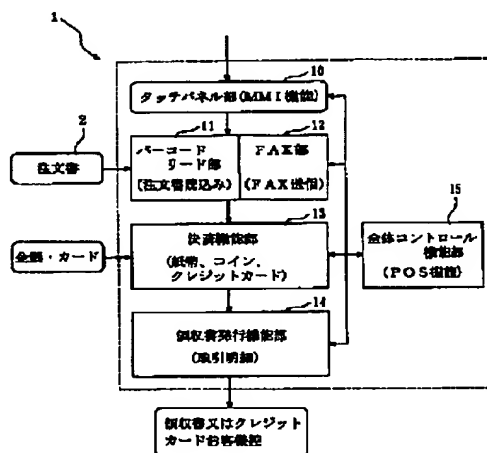 1
10
タッチパネル部(MMI機能)
2
注文書
11
バーコード
リード部
(注文書読込み)
12
FAX部
(FAX送信)
13
決済機能部
(紙幣、コイン、
クレジットカード)
金銭・カード
15
全体コントロール
機能部
(POS機能)
14
領収書発行機能部
(取引明細)
領収書又はクレジット
カードお客様控